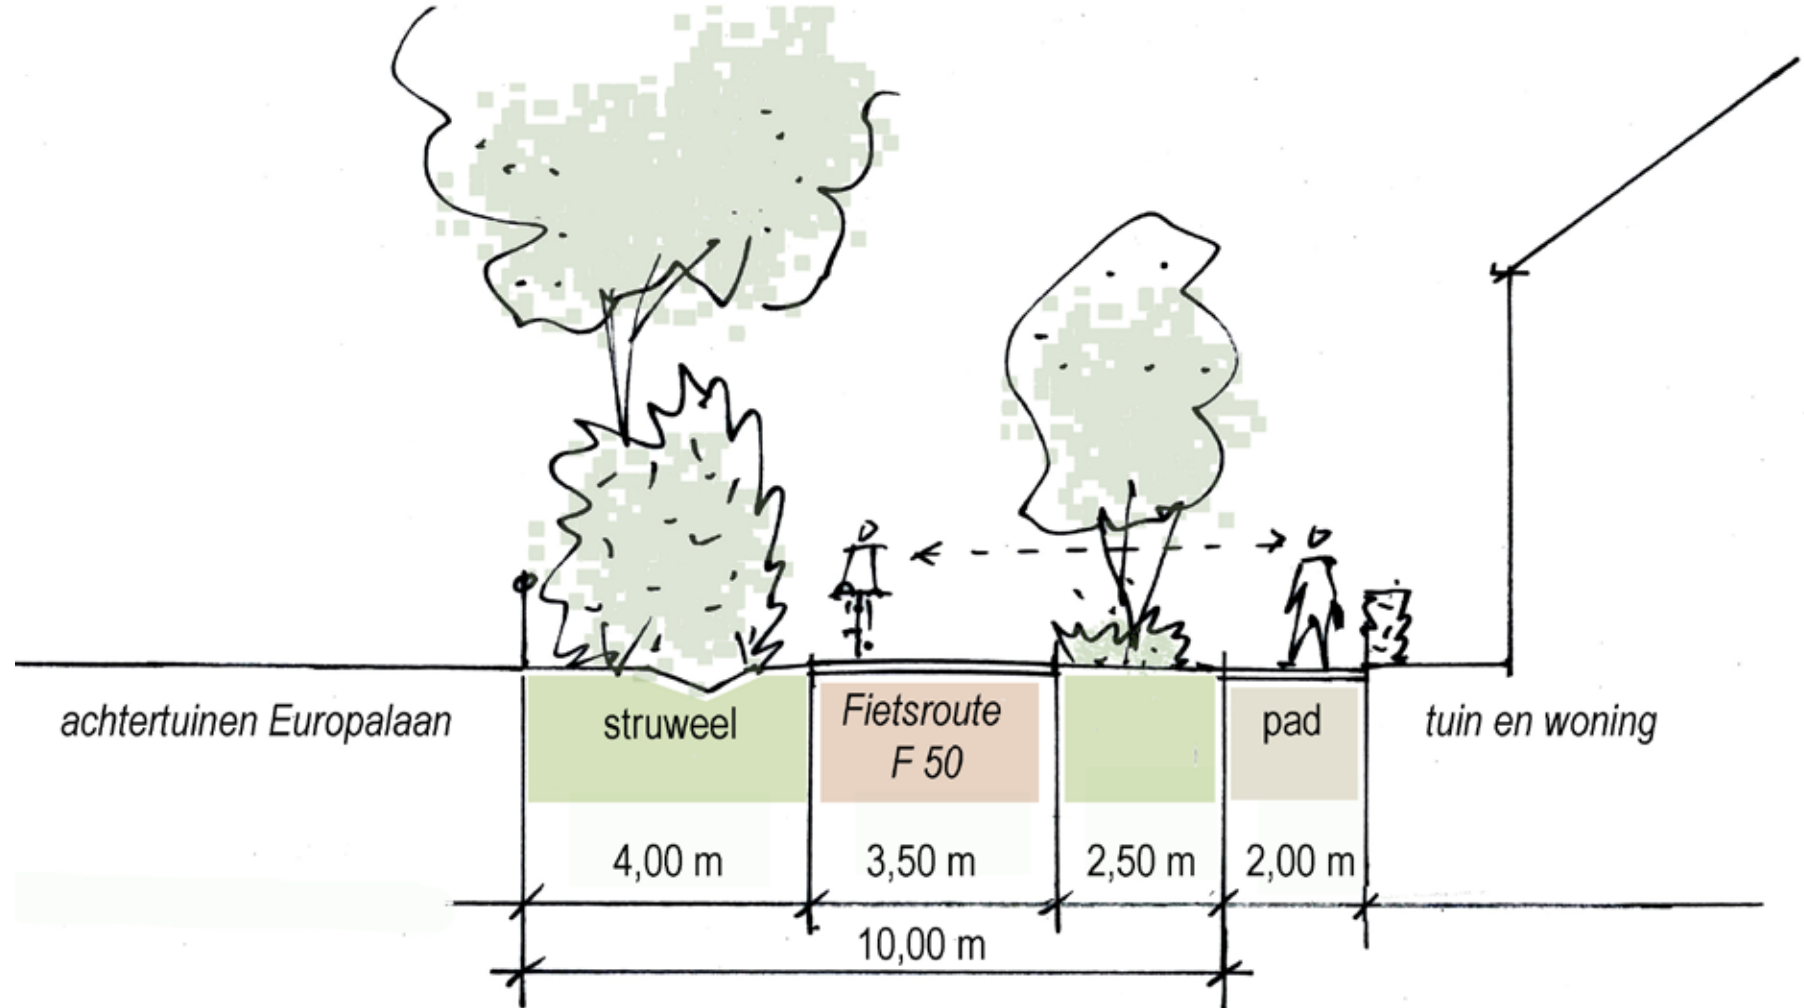 achtertuinen Europalaan
struweel
Fietsroute
F 50
pad
tuin en woning
4,00 m
3,50 m
2,50 m
2,00 m
10,00 m